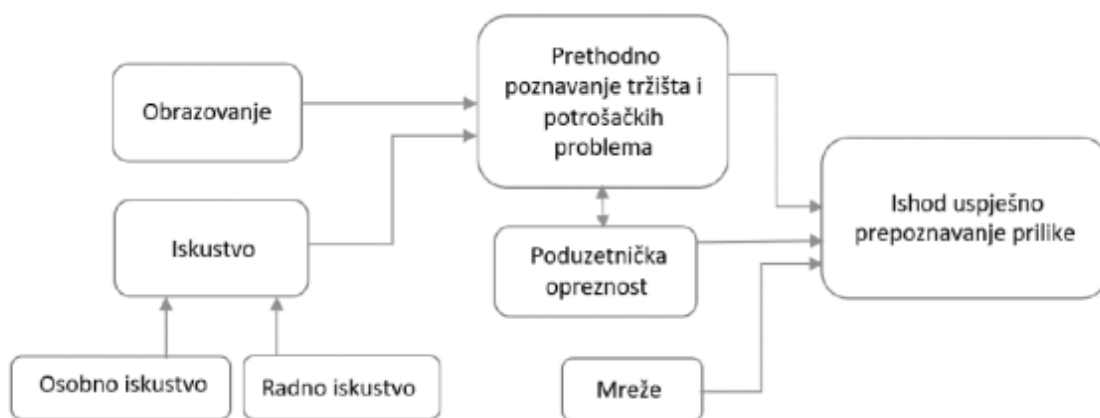 Obrazovanje
Iskustvo
Osobno iskustvo
Radno iskustvo
Prethodno
poznavanje tržišta i
potrošačkih
problema
Poduzetnička
opreznost
Mreže
Ishod uspješno
prepoznavanje prilike